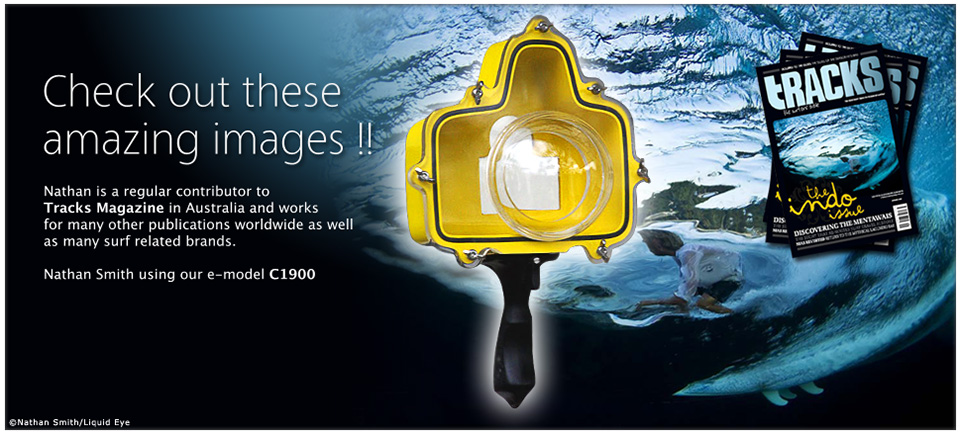 Check out these
amazing images !!
Nathan is a regular contributor to
Tracks Magazine in Australia and works
for many other publications worldwide as well
as many surf related brands.
Nathan Smith using our e-model C1900
tRACKS
the indo issue
DISCOVERING THE MENTAWAIS
©Nathan Smith/Liquid Eye